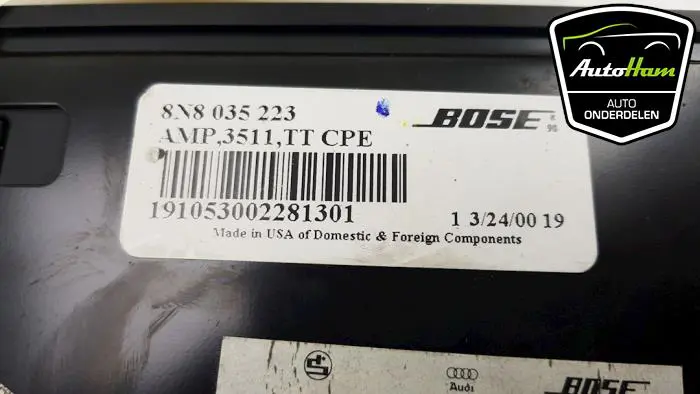 AutoHam
AUTO
ONDERDELEN
8N8 035 223
BOSE
AMP,3511,TT CPE
191053002281301
1 3/24/00 19
Made in USA of Domestic & Foreign Components
Audi
BOSE